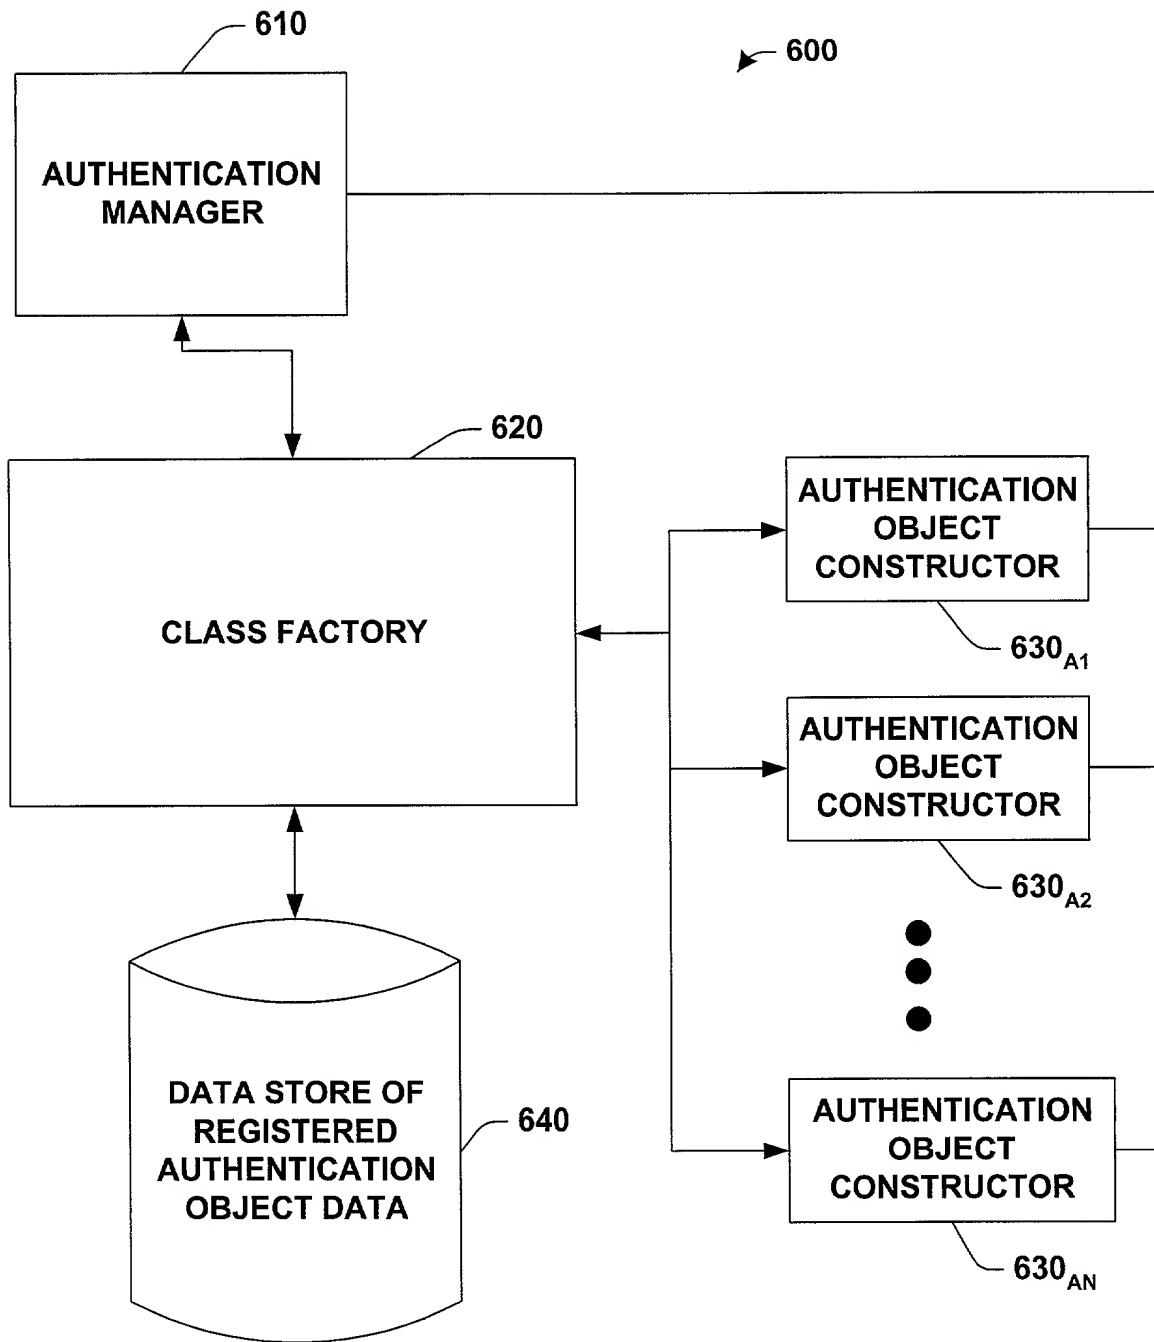 610
600
AUTHENTICATION
MANAGER
620
CLASS FACTORY
AUTHENTICATION
OBJECT
CONSTRUCTOR
630A1
AUTHENTICATION
OBJECT
CONSTRUCTOR
630A2
DATA STORE OF
REGISTERED
AUTHENTICATION
OBJECT DATA
640
AUTHENTICATION
OBJECT
CONSTRUCTOR
630AN